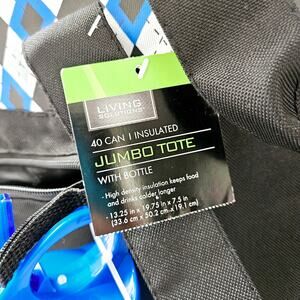 LIVING
SOLUTIONS
40 CAN | INSULATED
JUMBO TOTE
WITH BOTTLE
- High density insulation keeps food
and drinks colder longer
- 13.25 in x 19.75 in x 7.5 in
(33.6 cm x 50.2 cm x 19.1 cm)